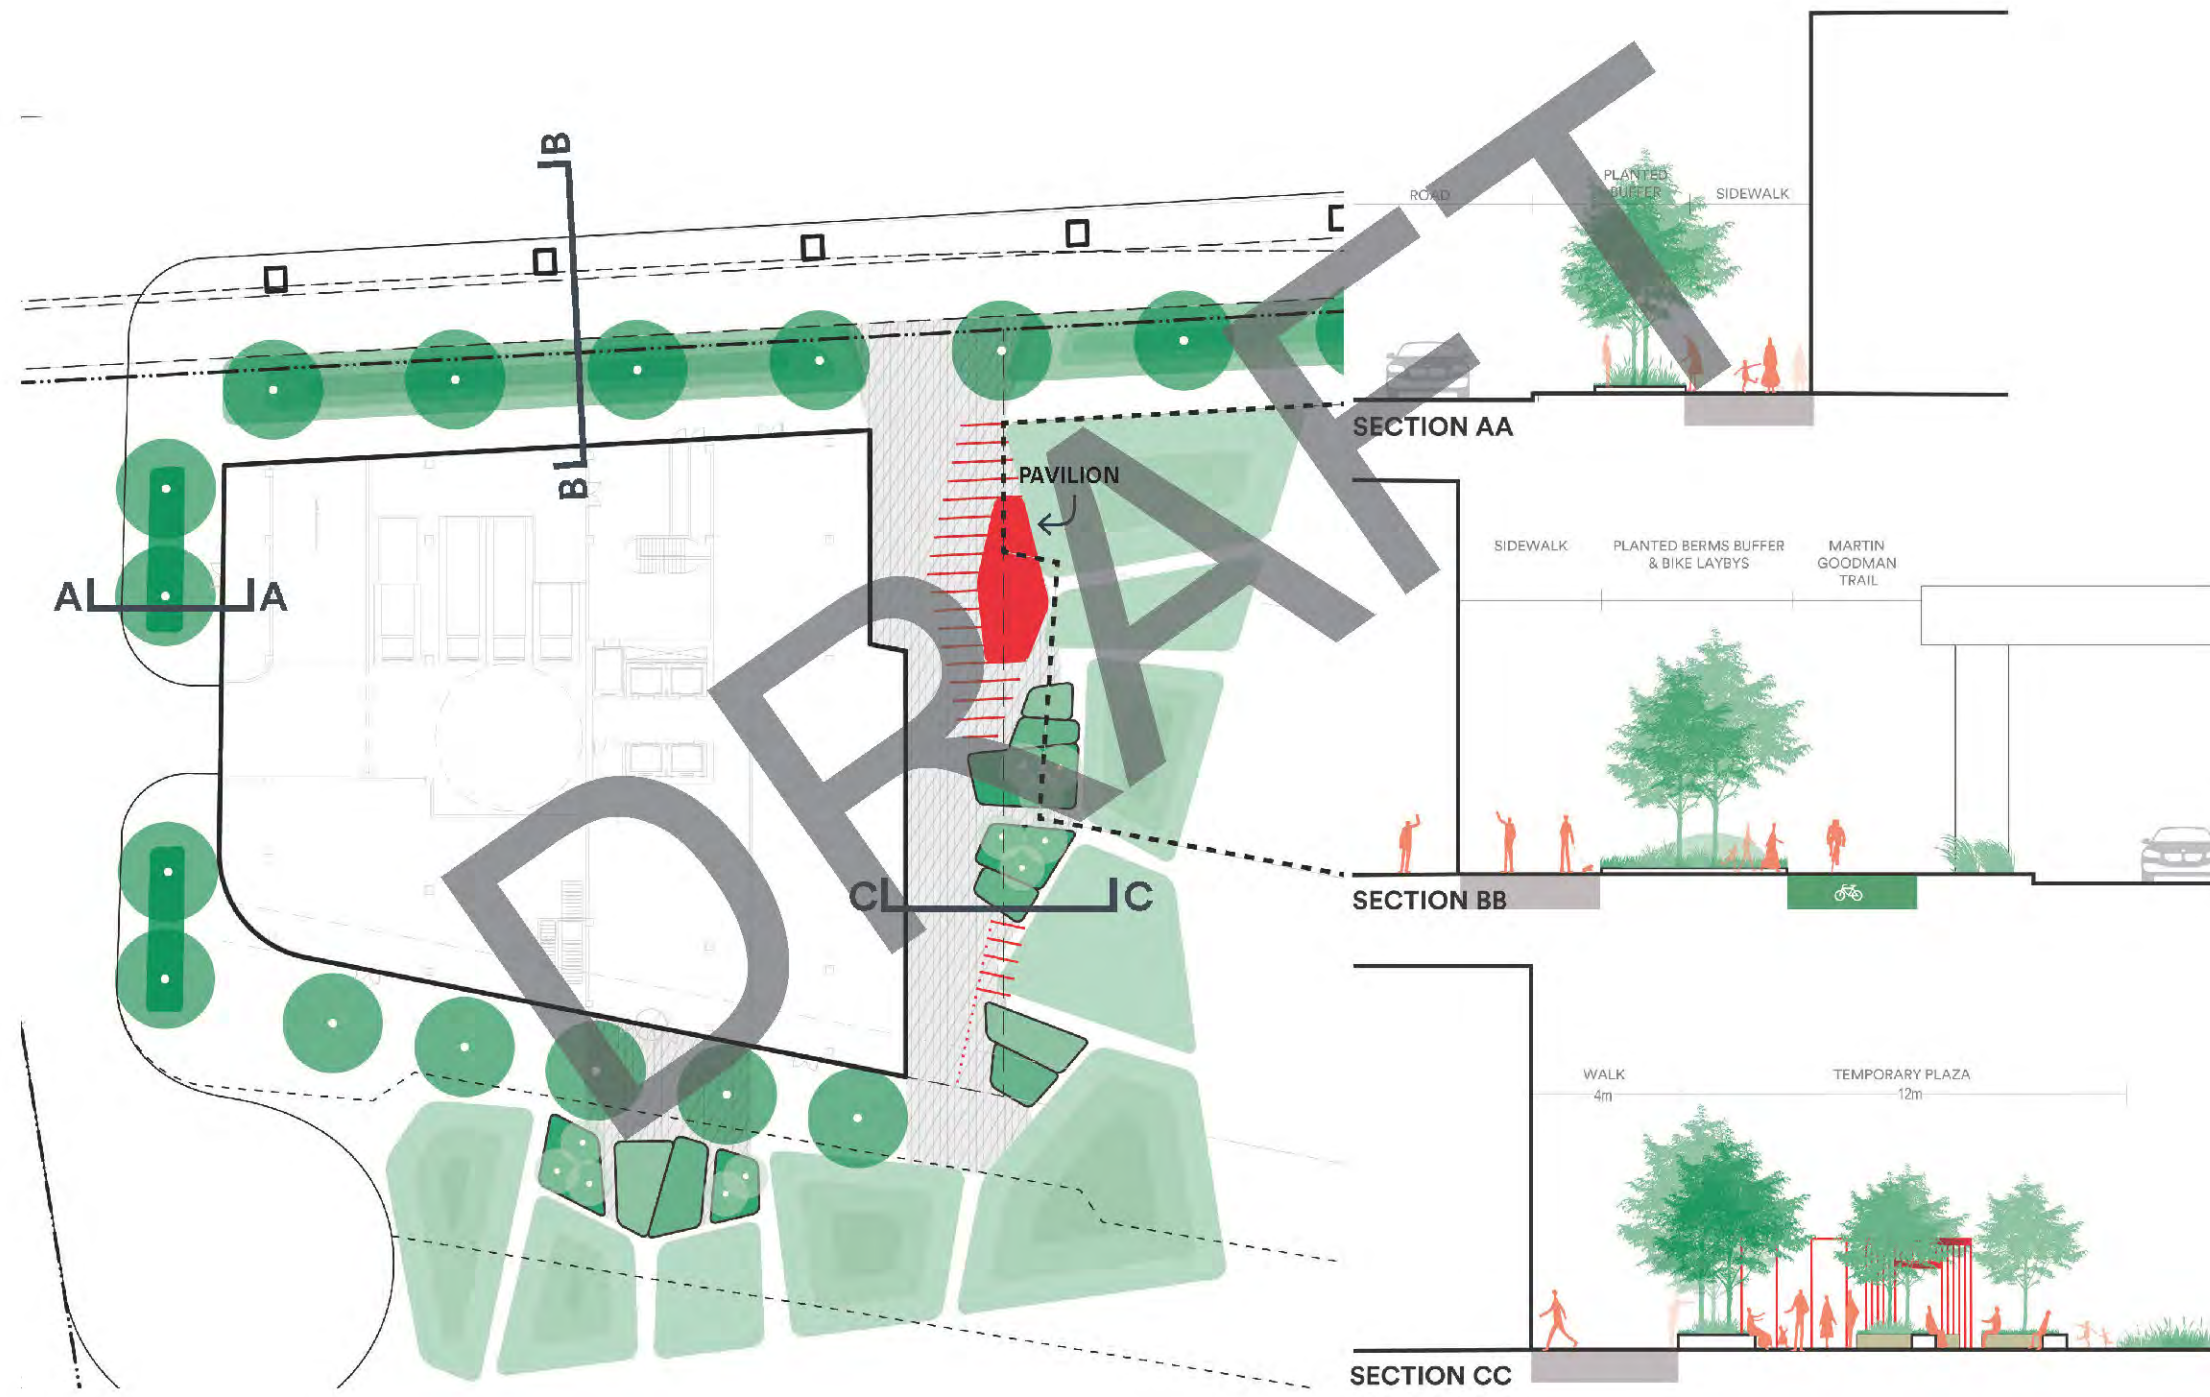 B
B
A
A
PAVILION
C
C
DRAFT
ROAD
PLANTED
BUFFER
SIDEWALK
SECTION AA
SIDEWALK
PLANTED BERMS BUFFER
& BIKE LAYBYS
MARTIN
GOODMAN
TRAIL
SECTION BB
WALK
4m
TEMPORARY PLAZA
12m
SECTION CC